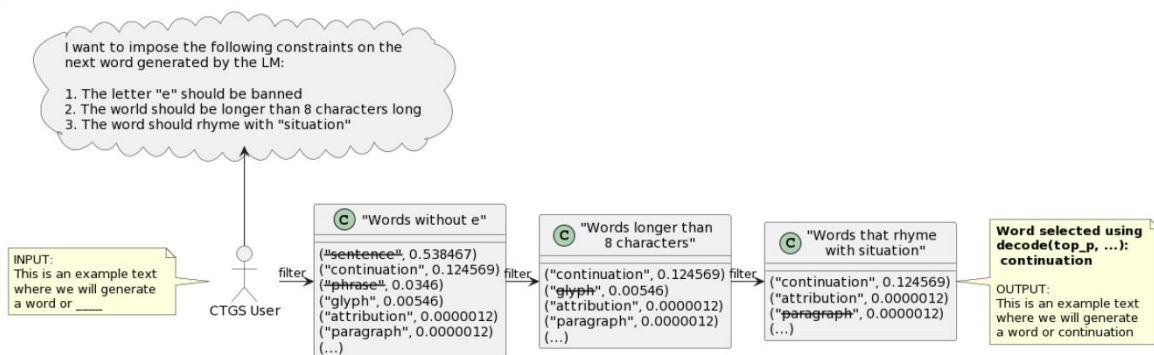 I want to impose the following constraints on the
next word generated by the LM:
1. The letter "e" should be banned
2. The world should be longer than 8 characters long
3. The word should rhyme with "situation"
INPUT:
This is an example text
where we will generate
a word or ____
CTGS User
filter
C "Words without e"
("sentence", 0.538467)
("continuation", 0.124569)
("phrase", 0.0346)
("glyph", 0.00546)
("attribution", 0.0000012)
("paragraph", 0.0000012)
(...)
filter
C "Words longer than
8 characters"
("continuation", 0.124569)
("glyph", 0.00546)
("attribution", 0.0000012)
("paragraph", 0.0000012)
(...)
filter
C "Words that rhyme
with situation"
("continuation", 0.124569)
("attribution", 0.0000012)
("paragraph", 0.0000012)
(...)
Word selected using
decode(top_p, ...):
continuation
OUTPUT:
This is an example text
where we will generate
a word or continuation